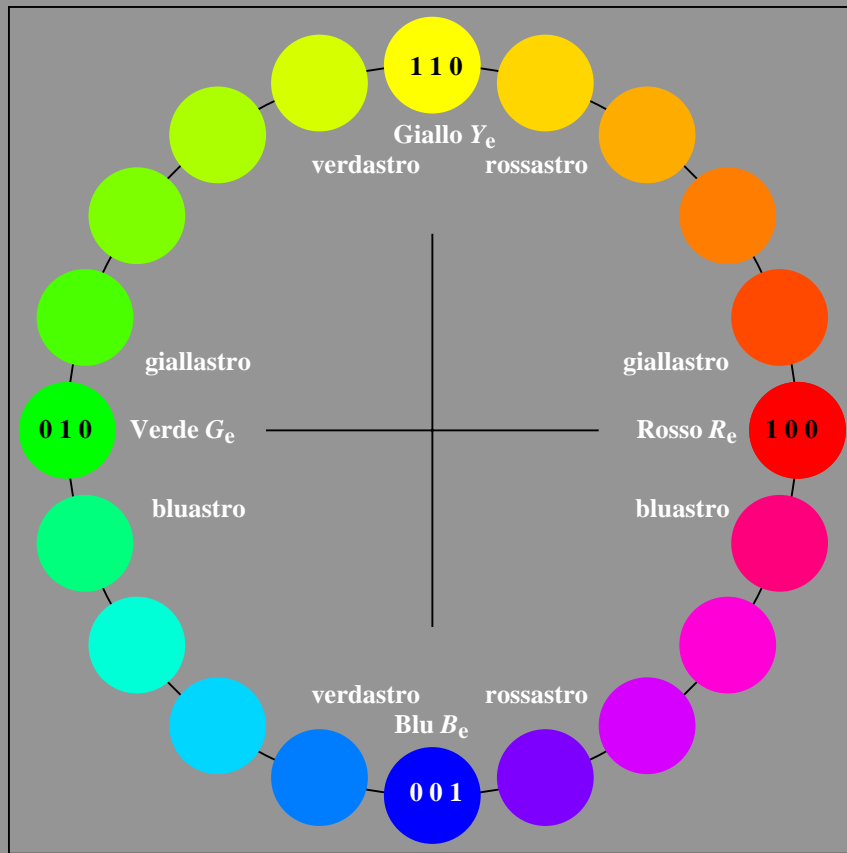 1 1 0
Giallo Yₑ
verdastro rossastro
giallastro giallastro
0 1 0 Verde Gₑ Rosso Rₑ 1 0 0
bluastro bluastro
verdastro rossastro
Blu Bₑ
0 0 1